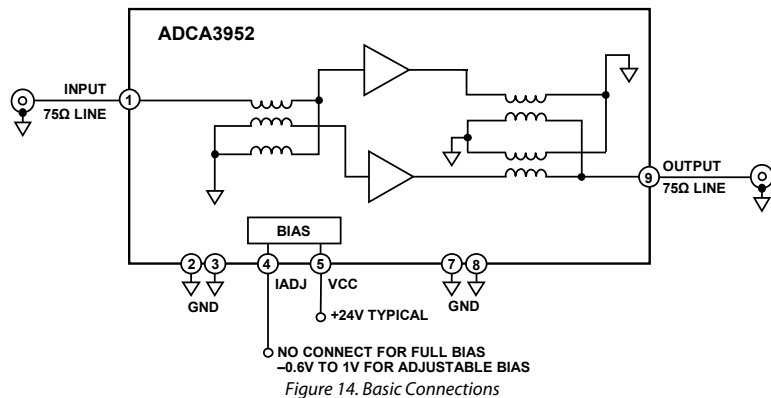 ADCA3952
INPUT
1
75Ω LINE
OUTPUT
9
75Ω LINE
BIAS
2 3 4 5 7 8
GND IADJ VCC GND
+24V TYPICAL
NO CONNECT FOR FULL BIAS
–0.6V TO 1V FOR ADJUSTABLE BIAS
Figure 14. Basic Connections